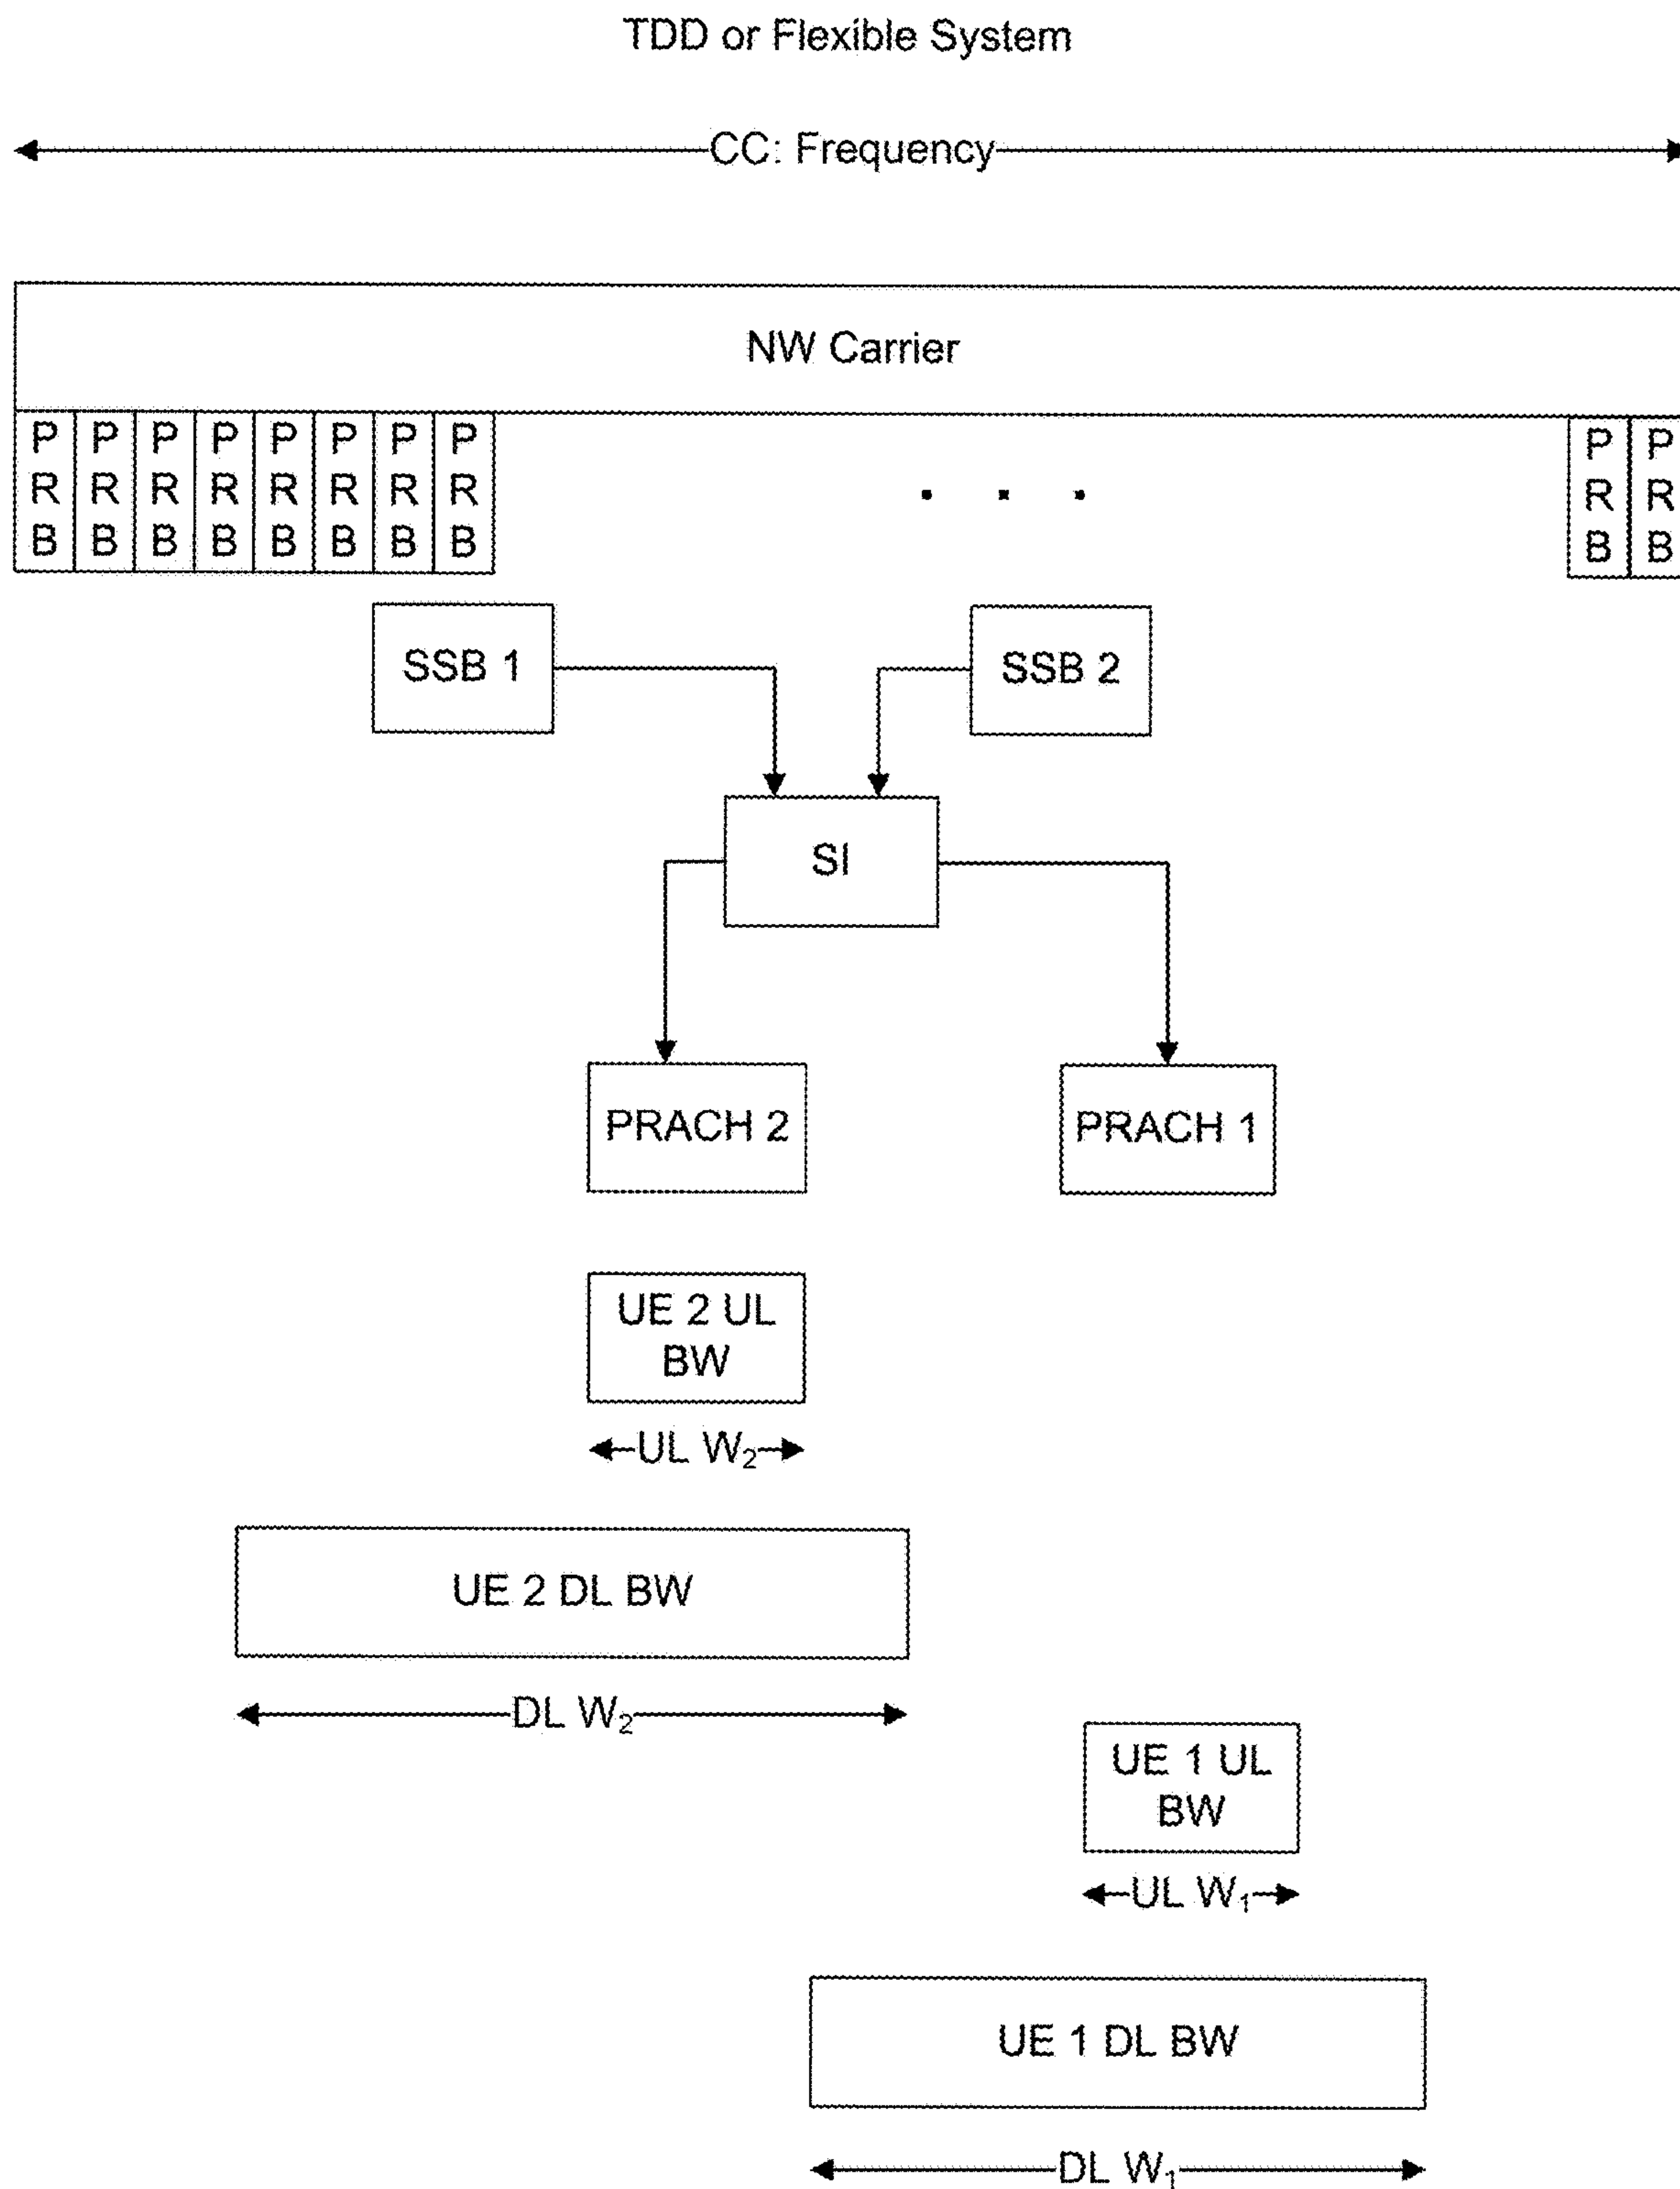 TDD or Flexible System
CC: Frequency
NW Carrier
P P P P P P P P P P
R R R R R R R R . . . R R
B B B B B B B B B B
SSB 1 SSB 2
SI
PRACH 2 PRACH 1
UE 2 UL
BW
UL W₂
UE 2 DL BW
DL W₂
UE 1 UL
BW
UL W₁
UE 1 DL BW
DL W₁